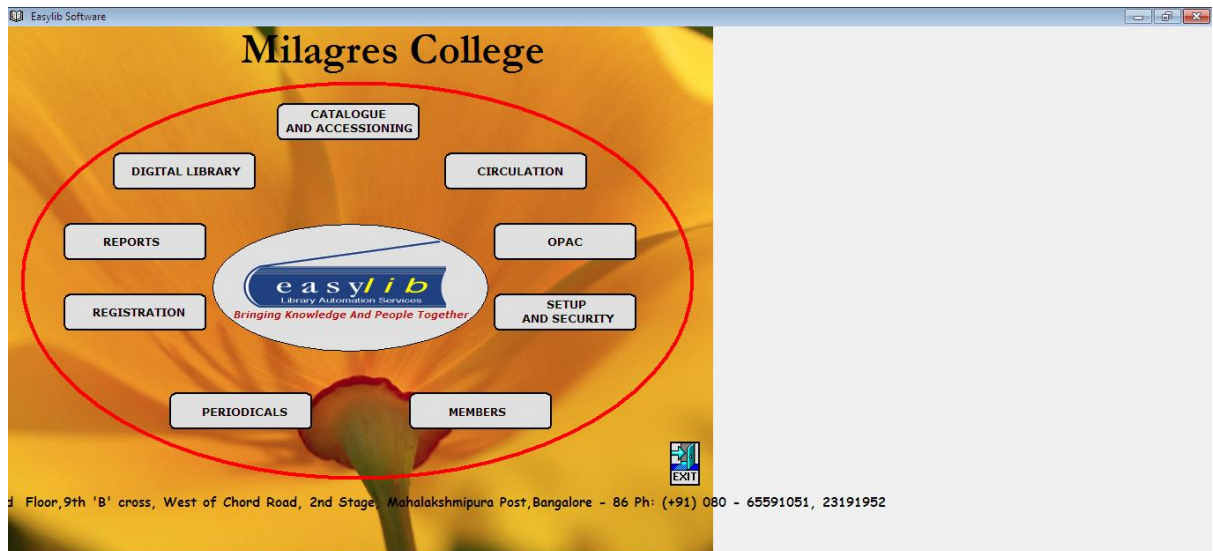 Easylib Software
Milagres College
CATALOGUE
AND ACCESSIONING
DIGITAL LIBRARY
CIRCULATION
REPORTS
OPAC
easylib
Library Automation Services
Bringing Knowledge And People Together
REGISTRATION
SETUP
AND SECURITY
PERIODICALS
MEMBERS
EXIT
Floor,9th 'B' cross, West of Chord Road, 2nd Stage, Mahalakshmipura Post,Bangalore - 86 Ph: (+91) 080 - 65591051, 23191952